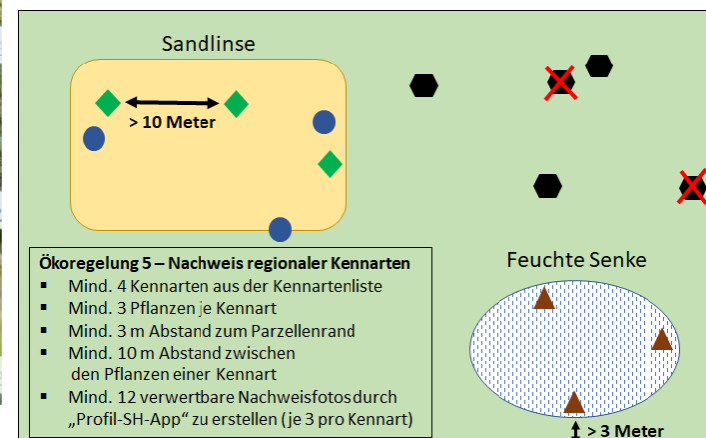 Sandlinse
> 10 Meter
Ökoregelung 5 – Nachweis regionaler Kennarten
▪ Mind. 4 Kennarten aus der Kennartenliste
▪ Mind. 3 Pflanzen je Kennart
▪ Mind. 3 m Abstand zum Parzellenrand
▪ Mind. 10 m Abstand zwischen
den Pflanzen einer Kennart
▪ Mind. 12 verwertbare Nachweisfotos durch
„Profil-SH-App“ zu erstellen (je 3 pro Kennart)
Feuchte Senke
> 3 Meter